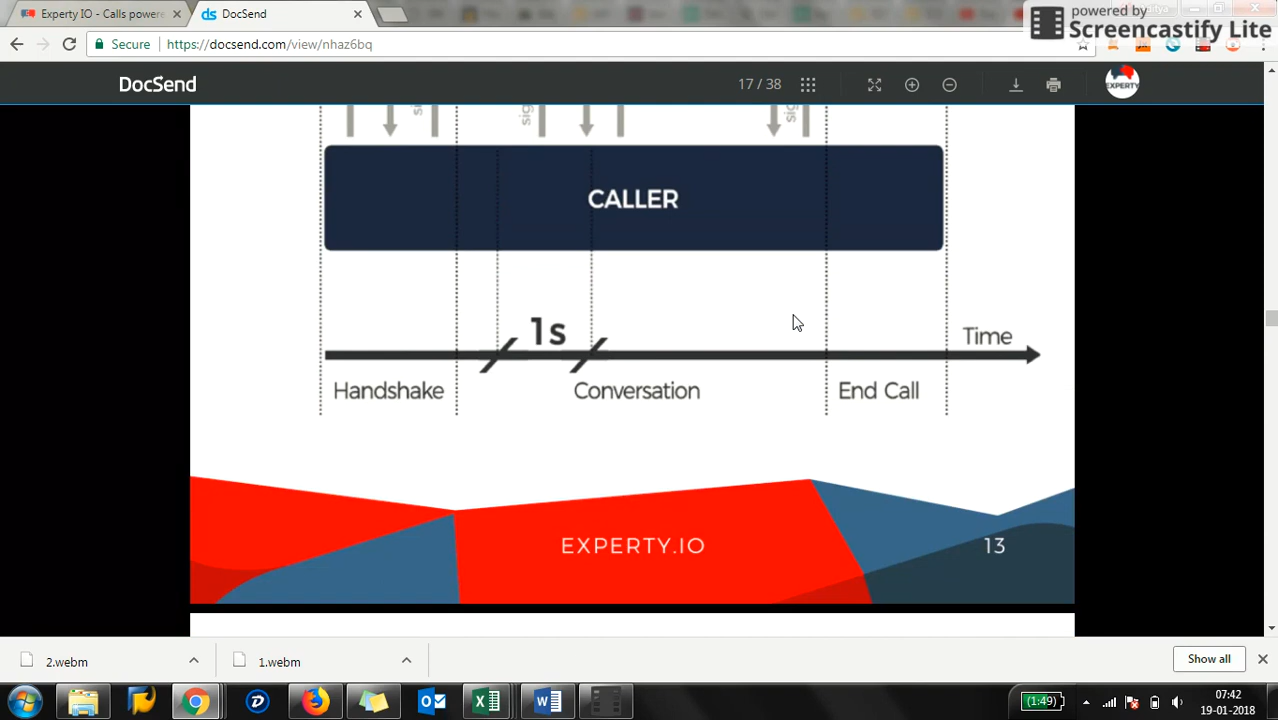 Experty IO - Calls powere
DocSend
powered by
Screencastify Lite
Secure
https://docsend.com/view/nhaz6bq
DocSend
17 / 38
EXPERTY
CALLER
1s
Time
Handshake
Conversation
End Call
EXPERTY.IO
13
2.webm
1.webm
Show all
(1:49)
07:42
19-01-2018